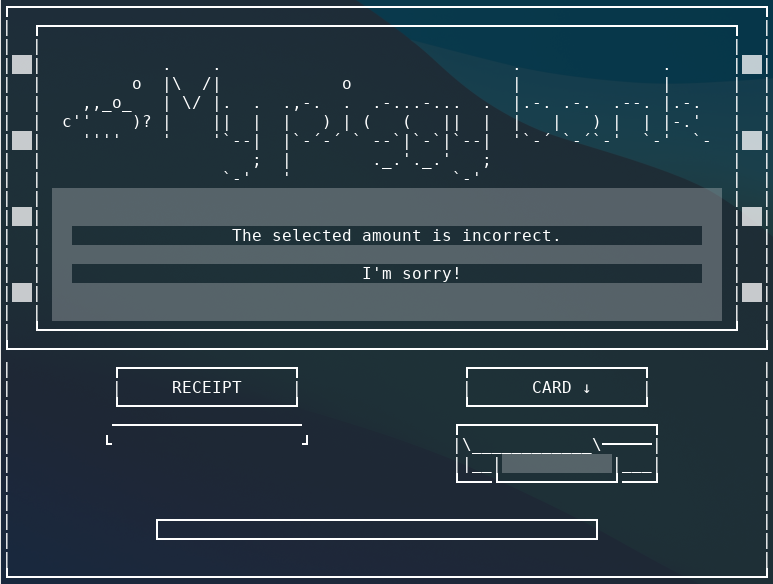 My piggy bank
The selected amount is incorrect.
I'm sorry!
RECEIPT CARD ↓